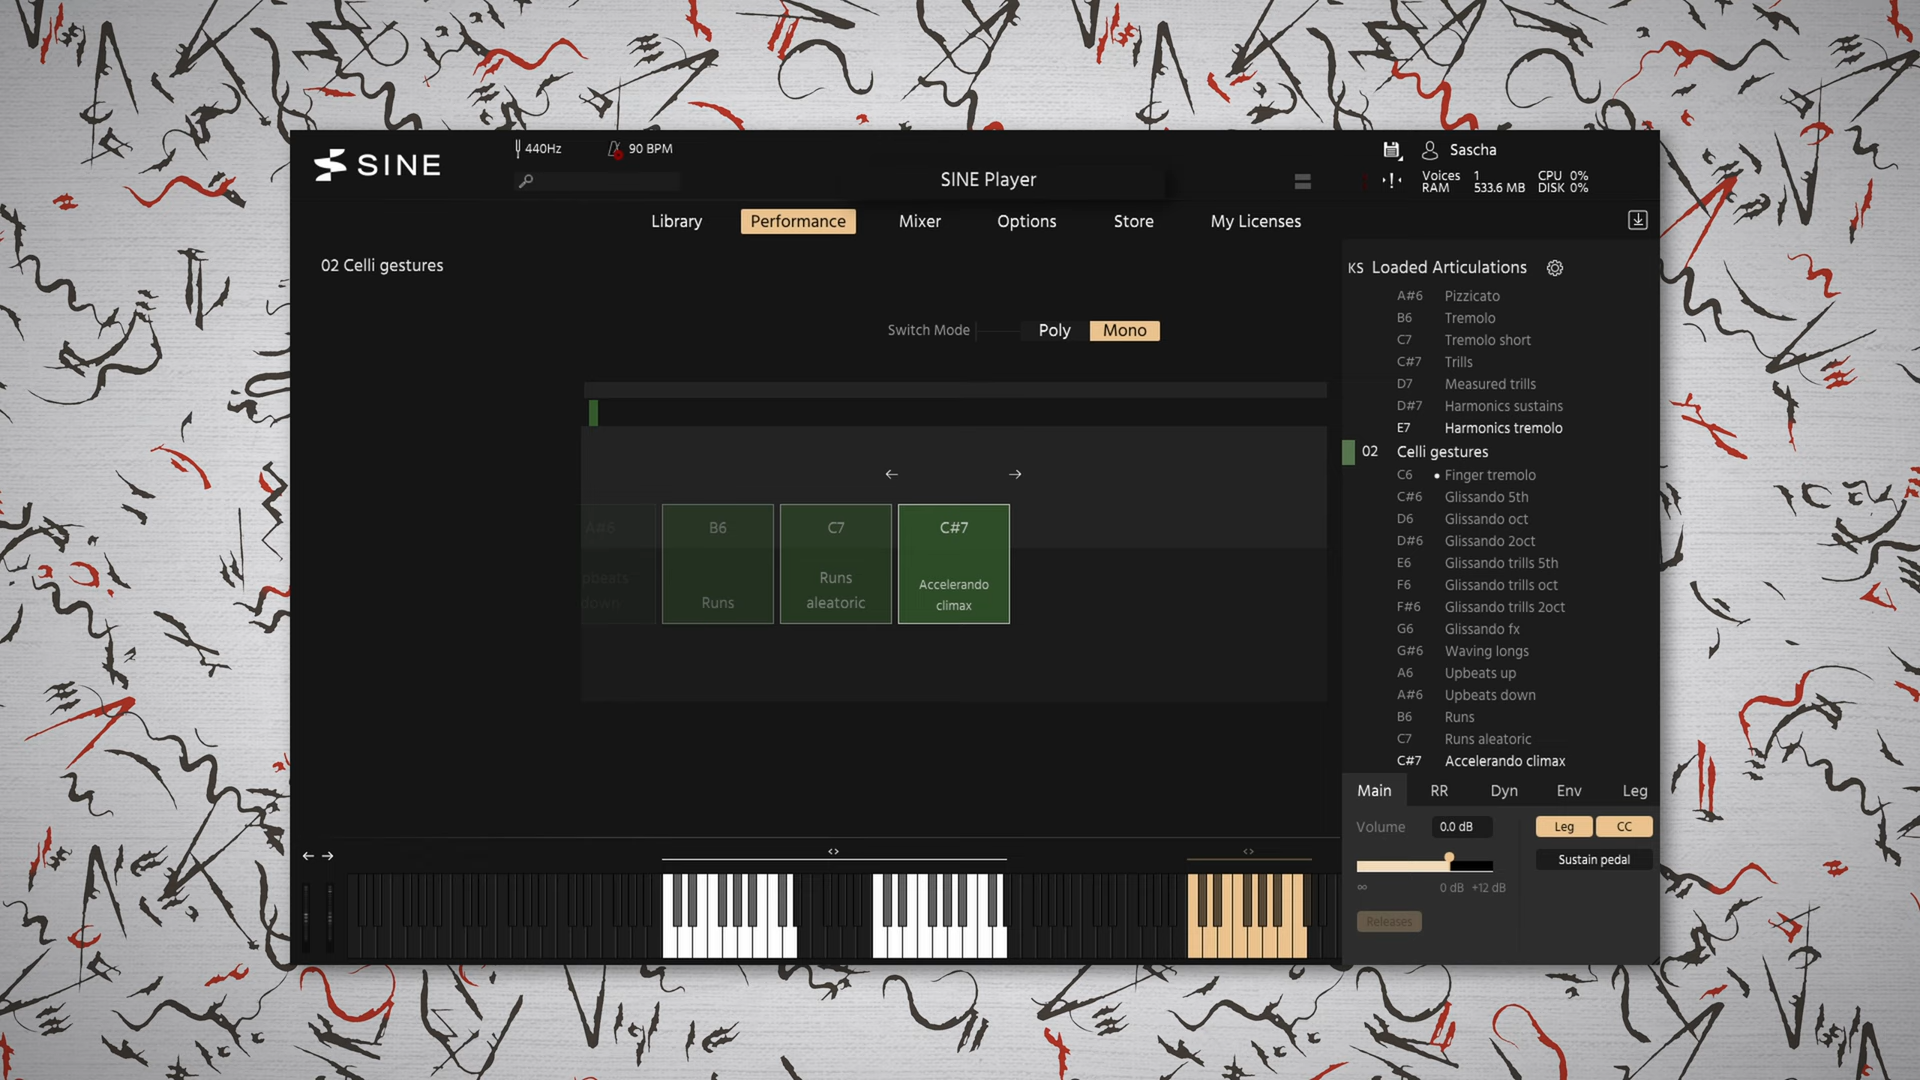 SINE
440Hz
90 BPM
SINE Player
Sascha
Voices 1
RAM 533.6 MB
CPU 0%
DISK 0%
Library
Performance
Mixer
Options
Store
My Licenses
02 Celli gestures
Switch Mode
Poly
Mono
A#6
pbeats
down
B6
Runs
C7
Runs
aleatoric
C#7
Accelerando
climax
KS Loaded Articulations
A#6 Pizzicato
B6 Tremolo
C7 Tremolo short
C#7 Trills
D7 Measured trills
D#7 Harmonics sustains
E7 Harmonics tremolo
02 Celli gestures
C6 Finger tremolo
C#6 Glissando 5th
D6 Glissando oct
D#6 Glissando 2oct
E6 Glissando trills 5th
F6 Glissando trills oct
F#6 Glissando trills 2oct
G6 Glissando fx
G#6 Waving longs
A6 Upbeats up
A#6 Upbeats down
B6 Runs
C7 Runs aleatoric
C#7 Accelerando climax
Main
RR
Dyn
Env
Leg
Volume
0.0 dB
Leg
CC
Sustain pedal
∞
0 dB
+12 dB
Releases